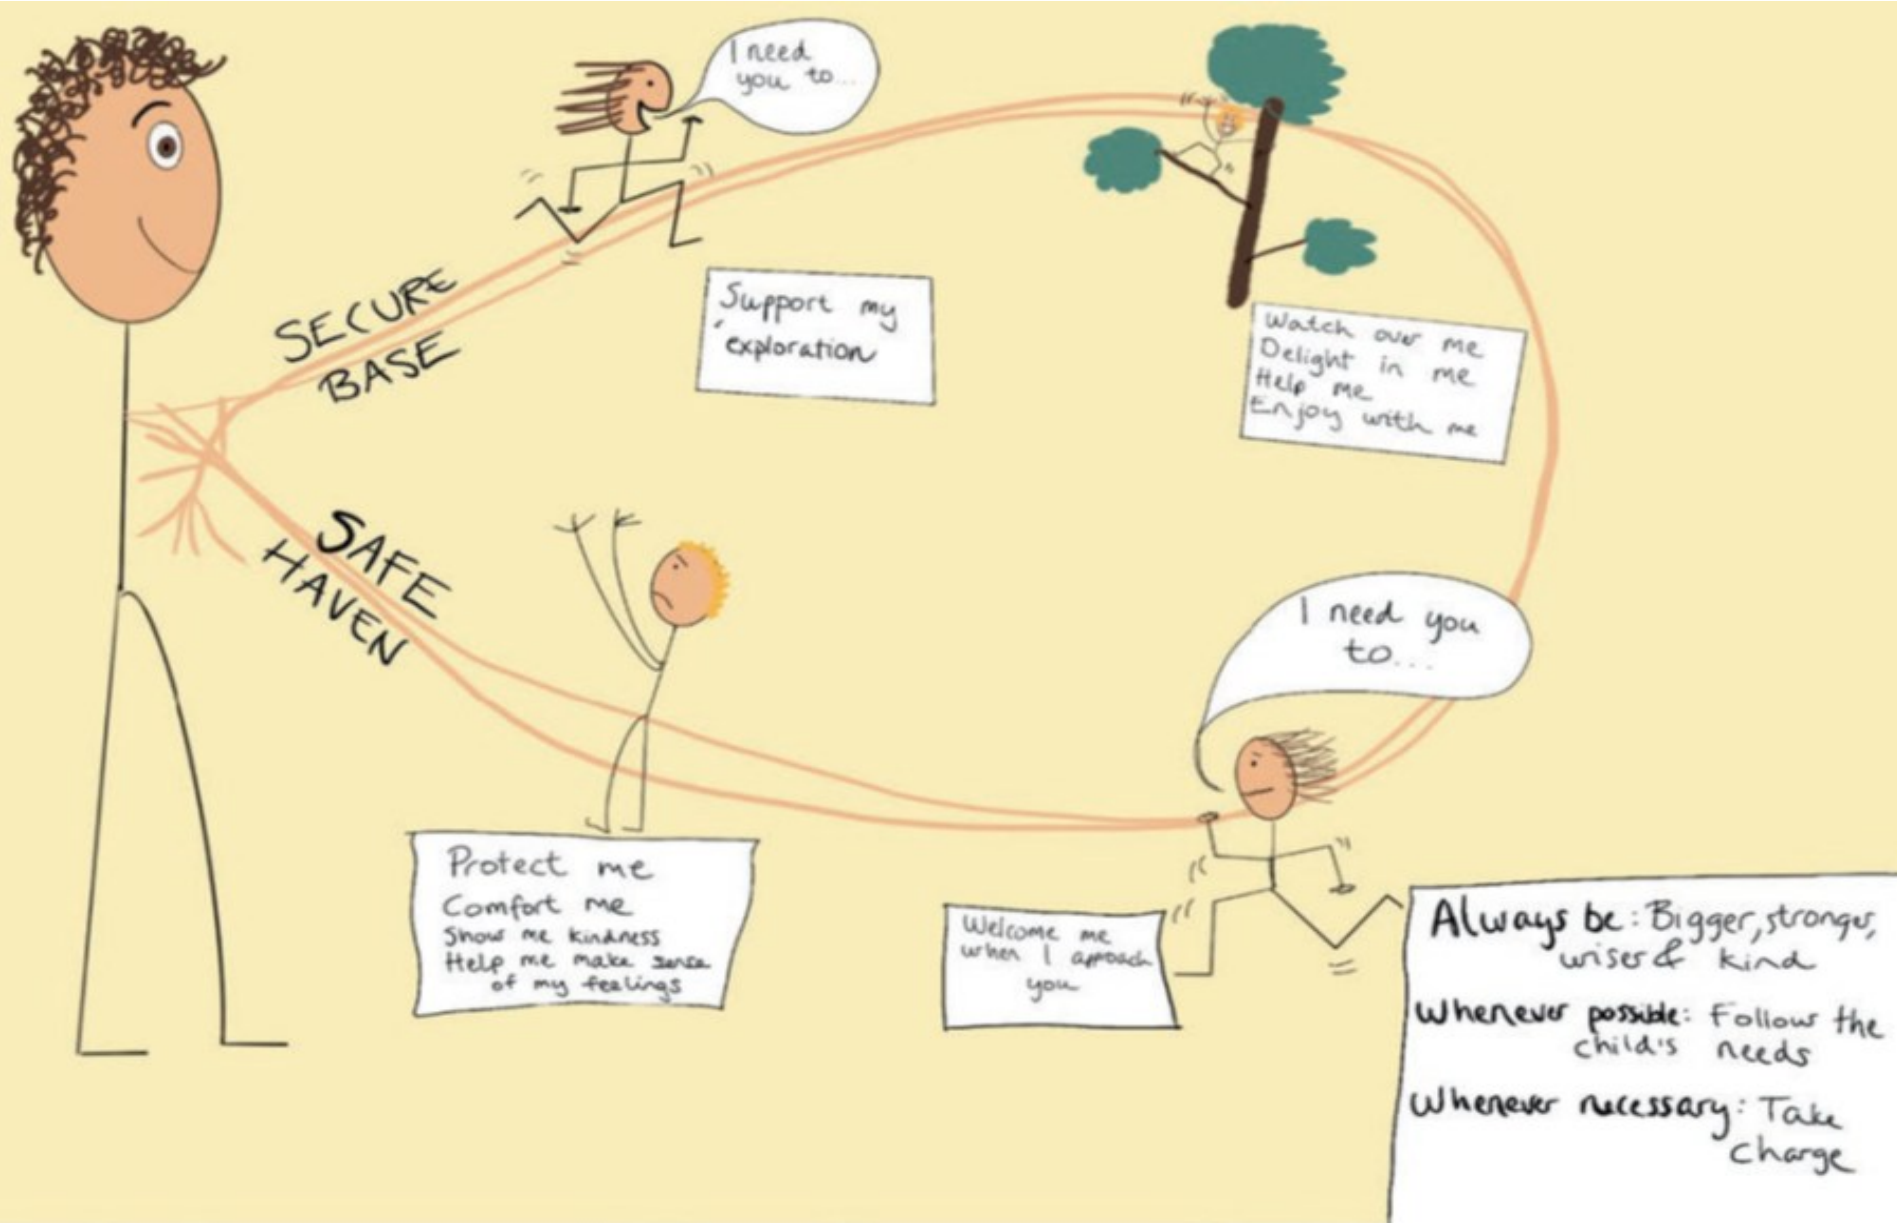 I need
you to...
SECURE
BASE
Support my
exploration
Watch over me
Delight in me
Help me
Enjoy with me
SAFE
HAVEN
I need you
to...
Protect me
Comfort me
Show me kindness
Help me make sense
of my feelings
Welcome me
when I approach
you
Always be: Bigger, stronger,
wiser & kind
Whenever possible: Follow the
child's needs
Whenever necessary: Take
charge